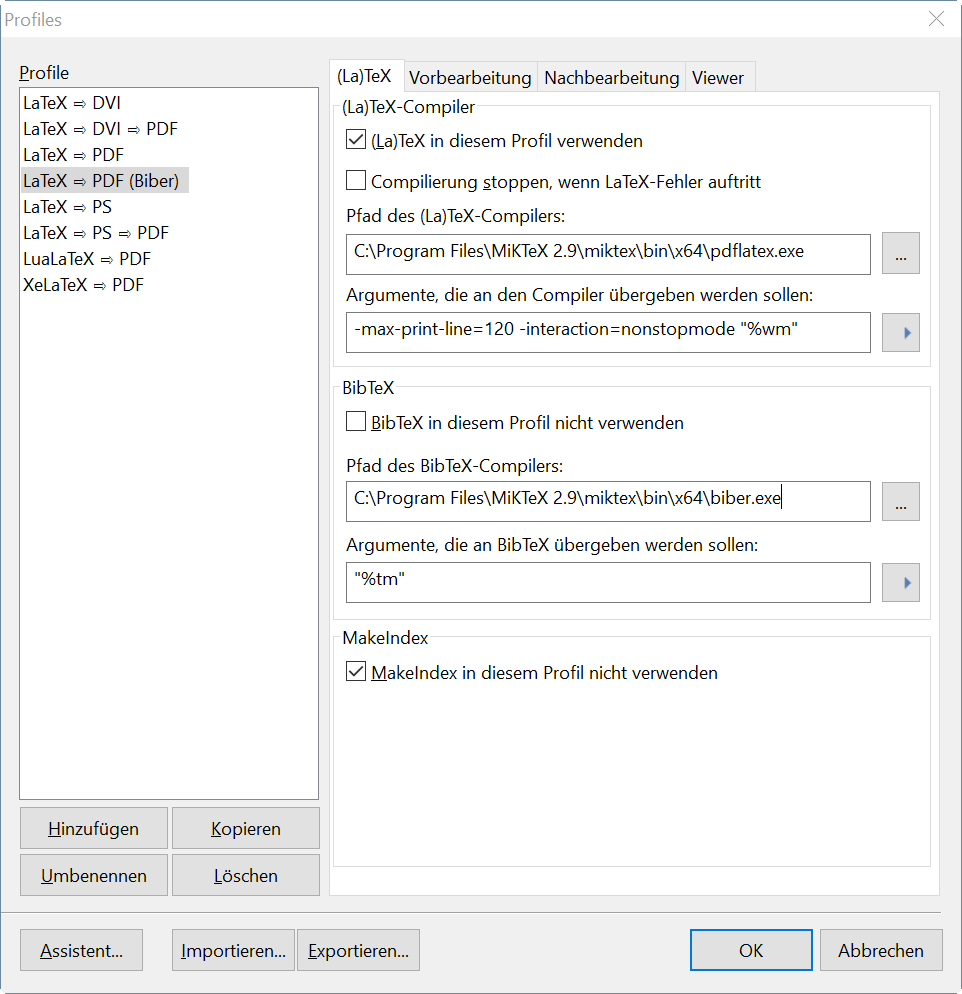 Profiles
Profile
LaTeX ⇨ DVI
LaTeX ⇨ DVI ⇨ PDF
LaTeX ⇨ PDF
LaTeX ⇨ PDF (Biber)
LaTeX ⇨ PS
LaTeX ⇨ PS ⇨ PDF
LuaLaTeX ⇨ PDF
XeLaTeX ⇨ PDF
Hinzufügen Kopieren
Umbenennen Löschen
(La)TeX Vorbearbeitung Nachbearbeitung Viewer
(La)TeX-Compiler
(La)TeX in diesem Profil verwenden
Compilierung stoppen, wenn LaTeX-Fehler auftritt
Pfad des (La)TeX-Compilers:
C:\Program Files\MiKTeX 2.9\miktex\bin\x64\pdflatex.exe ...
Argumente, die an den Compiler übergeben werden sollen:
-max-print-line=120 -interaction=nonstopmode "%wm"
BibTeX
BibTeX in diesem Profil nicht verwenden
Pfad des BibTeX-Compilers:
C:\Program Files\MiKTeX 2.9\miktex\bin\x64\biber.exe ...
Argumente, die an BibTeX übergeben werden sollen:
"%tm"
MakeIndex
MakeIndex in diesem Profil nicht verwenden
Assistent... Importieren... Exportieren... OK Abbrechen